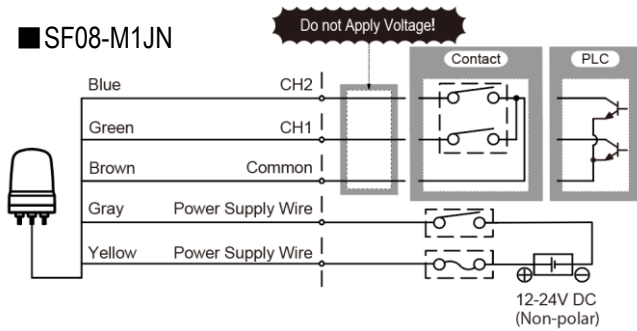 Do not Apply Voltage!
■ SF08-M1JN
Contact
PLC
Blue CH2
Green CH1
Brown Common
Gray Power Supply Wire
Yellow Power Supply Wire
12-24V DC
(Non-polar)